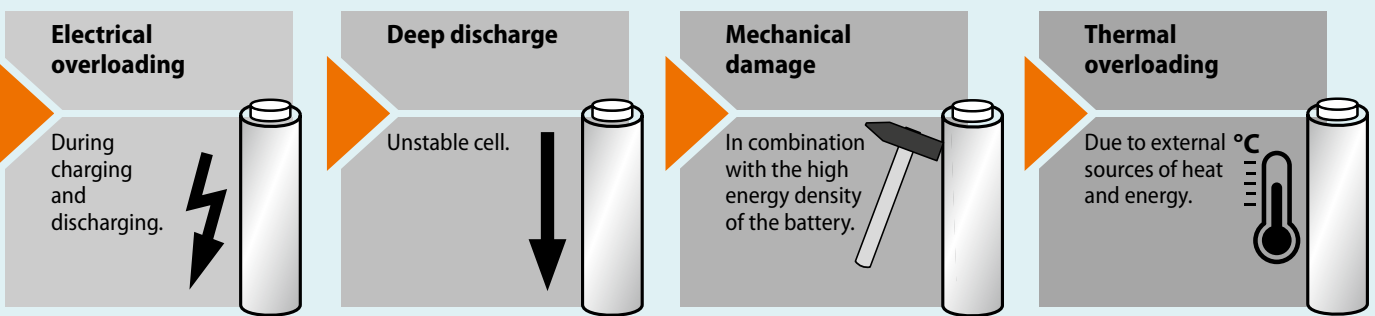 Electrical
overloading
During
charging
and
discharging.
Deep discharge
Unstable cell.
Mechanical
damage
In combination
with the high
energy density
of the battery.
Thermal
overloading
Due to external
sources of heat
and energy.
°C